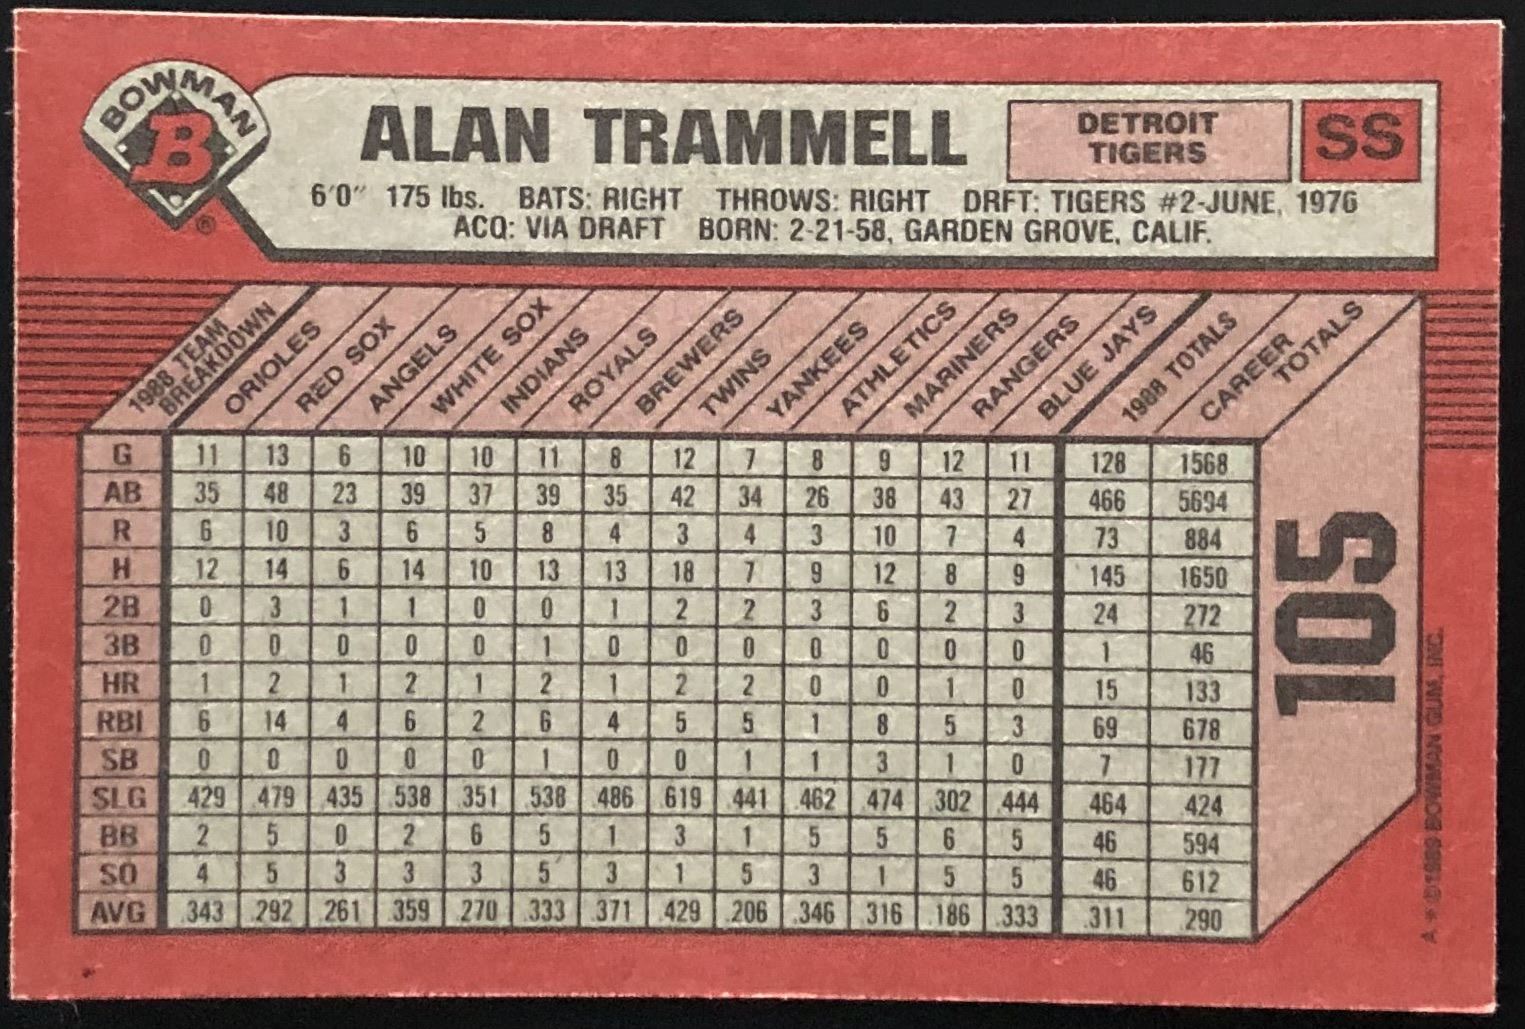 BOWMAN
B
®
ALAN TRAMMELL
DETROIT
TIGERS
SS
6'0" 175 lbs. BATS: RIGHT THROWS: RIGHT DRFT: TIGERS #2-JUNE, 1976
ACQ: VIA DRAFT BORN: 2-21-58, GARDEN GROVE, CALIF.
1988 TEAM BREAKDOWN ORIOLES RED SOX ANGELS WHITE SOX INDIANS ROYALS BREWERS TWINS YANKEES ATHLETICS MARINERS RANGERS BLUE JAYS 1988 TOTALS CAREER TOTALS
G 11 13 6 10 10 11 8 12 7 8 9 12 11 128 1568
AB 35 48 23 39 37 39 35 42 34 26 38 43 27 466 5694
R 6 10 3 6 5 8 4 3 4 3 10 7 4 73 884
H 12 14 6 14 10 13 13 18 7 9 12 8 9 145 1650
2B 0 3 1 1 0 0 1 2 2 3 6 2 3 24 272
3B 0 0 0 0 0 1 0 0 0 0 0 0 0 1 46
HR 1 2 1 2 1 2 1 2 2 0 0 1 0 15 133
RBI 6 14 4 6 2 6 4 5 5 1 8 5 3 69 678
SB 0 0 0 0 0 1 0 0 1 1 3 1 0 7 177
SLG .429 .479 .435 .538 .351 .538 .486 .619 .441 .462 .474 .302 .444 .464 .424
BB 2 5 0 2 6 5 1 3 1 5 5 6 5 46 594
SO 4 5 3 3 3 5 3 1 5 3 1 5 5 46 612
AVG .343 .292 .261 .359 .270 .333 .371 .429 .206 .346 .316 .186 .333 .311 .290
105
A * ©1989 BOWMAN GUM, INC.